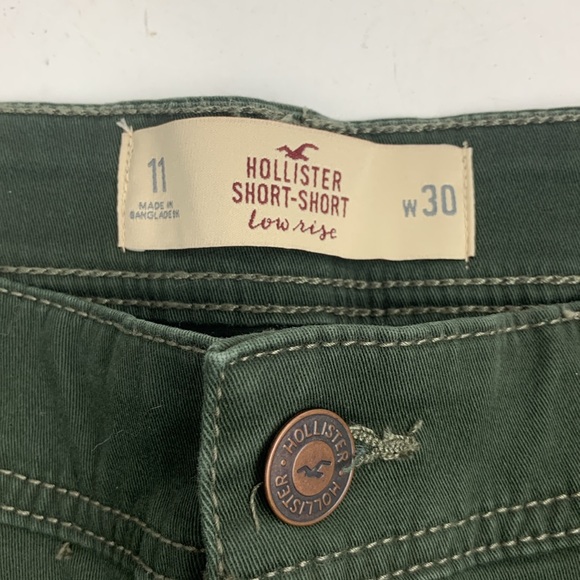 11
MADE IN
BANGLADESH
HOLLISTER
SHORT-SHORT
low rise
W30
HOLLISTER • HOLLISTER •